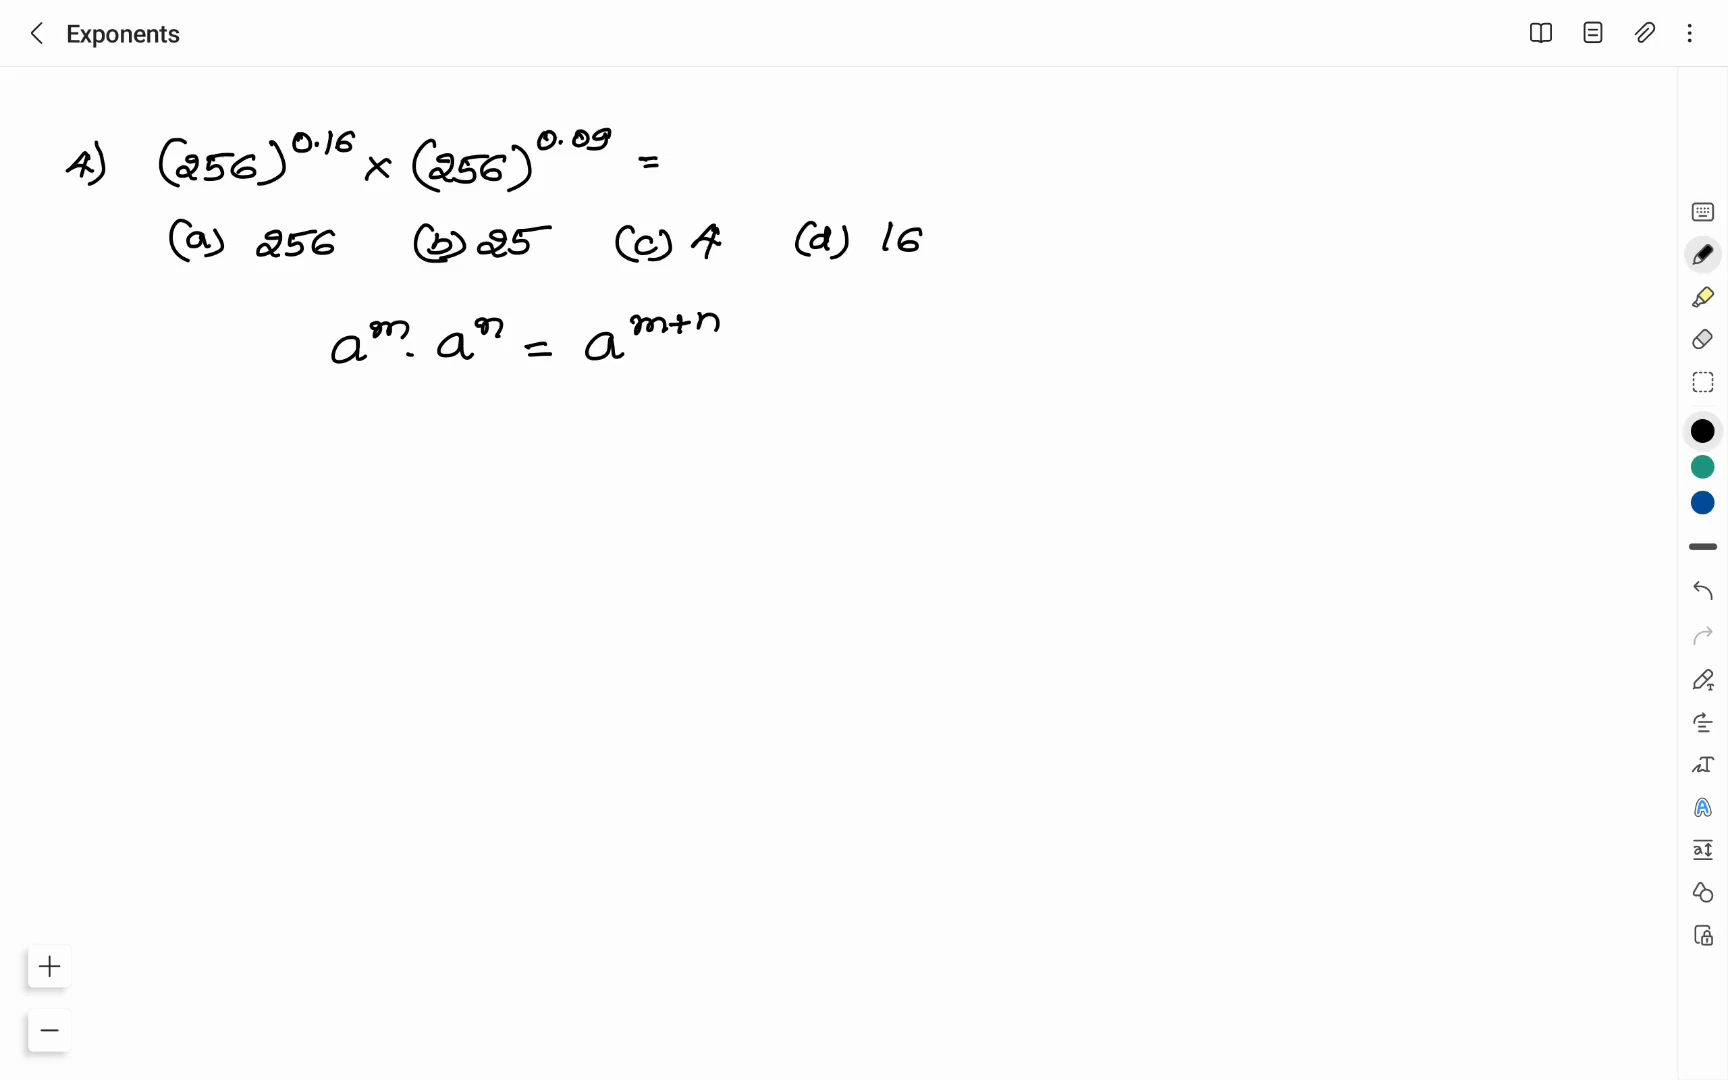 Exponents
4) (256)^0.16 × (256)^0.09 =
(a) 256 (b) 25 (c) 4 (d) 16
a^m . a^n = a^m+n